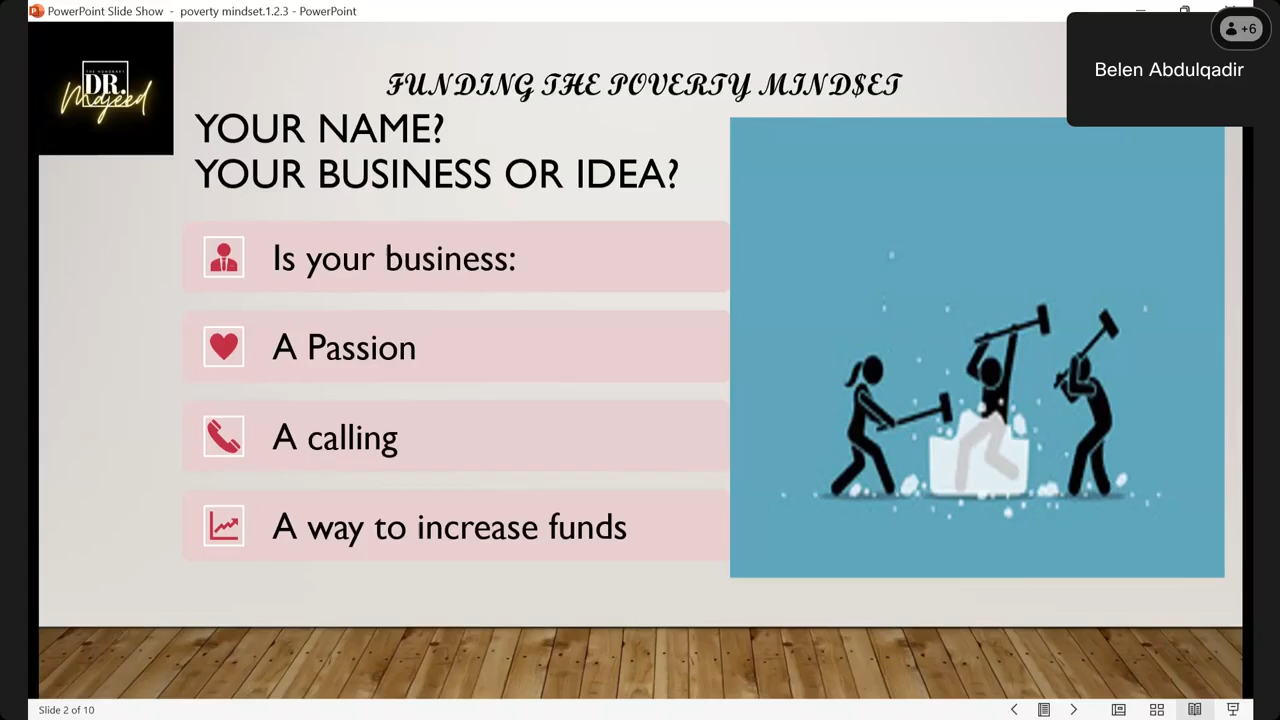 PowerPoint Slide Show - poverty mindset.1.2.3 - PowerPoint
+6
Belen Abdulqadir
THE HONORARY
DR.
Majeed
FUNDING THE POVERTY MIND$ET
YOUR NAME?
YOUR BUSINESS OR IDEA?
Is your business:
A Passion
A calling
A way to increase funds
Slide 2 of 10